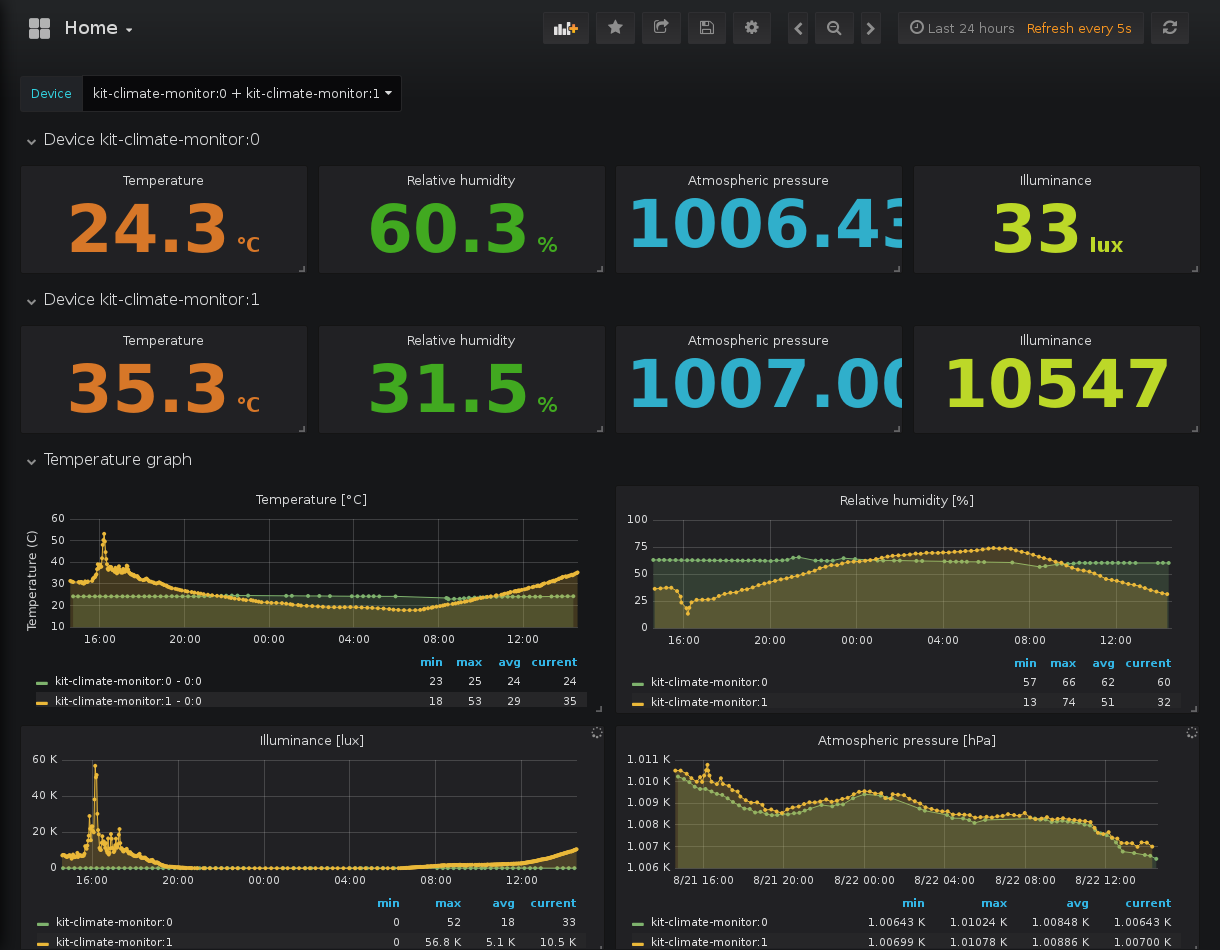 Home
Last 24 hours Refresh every 5s
Device kit-climate-monitor:0 + kit-climate-monitor:1
Device kit-climate-monitor:0
Temperature Relative humidity Atmospheric pressure Illuminance
24.3 °C 60.3 % 1006.43 33 lux
Device kit-climate-monitor:1
Temperature Relative humidity Atmospheric pressure Illuminance
35.3 °C 31.5 % 1007.00 10547
Temperature graph
Temperature [°C]
Temperature (C)
60
50
40
30
20
10
16:00 20:00 00:00 04:00 08:00 12:00
min max avg current
kit-climate-monitor:0 - 0:0 23 25 24 24
kit-climate-monitor:1 - 0:0 18 53 29 35
Relative humidity [%]
100
75
50
25
0
16:00 20:00 00:00 04:00 08:00 12:00
min max avg current
kit-climate-monitor:0 57 66 62 60
kit-climate-monitor:1 13 74 51 32
Illuminance [lux]
60 K
40 K
20 K
0
16:00 20:00 00:00 04:00 08:00 12:00
min max avg current
kit-climate-monitor:0 0 52 18 33
kit-climate-monitor:1 0 56.8 K 5.1 K 10.5 K
Atmospheric pressure [hPa]
1.011 K
1.010 K
1.009 K
1.008 K
1.007 K
1.006 K
8/21 16:00 8/21 20:00 8/22 00:00 8/22 04:00 8/22 08:00 8/22 12:00
min max avg current
kit-climate-monitor:0 1.00643 K 1.01024 K 1.00848 K 1.00643 K
kit-climate-monitor:1 1.00699 K 1.01078 K 1.00886 K 1.00700 K